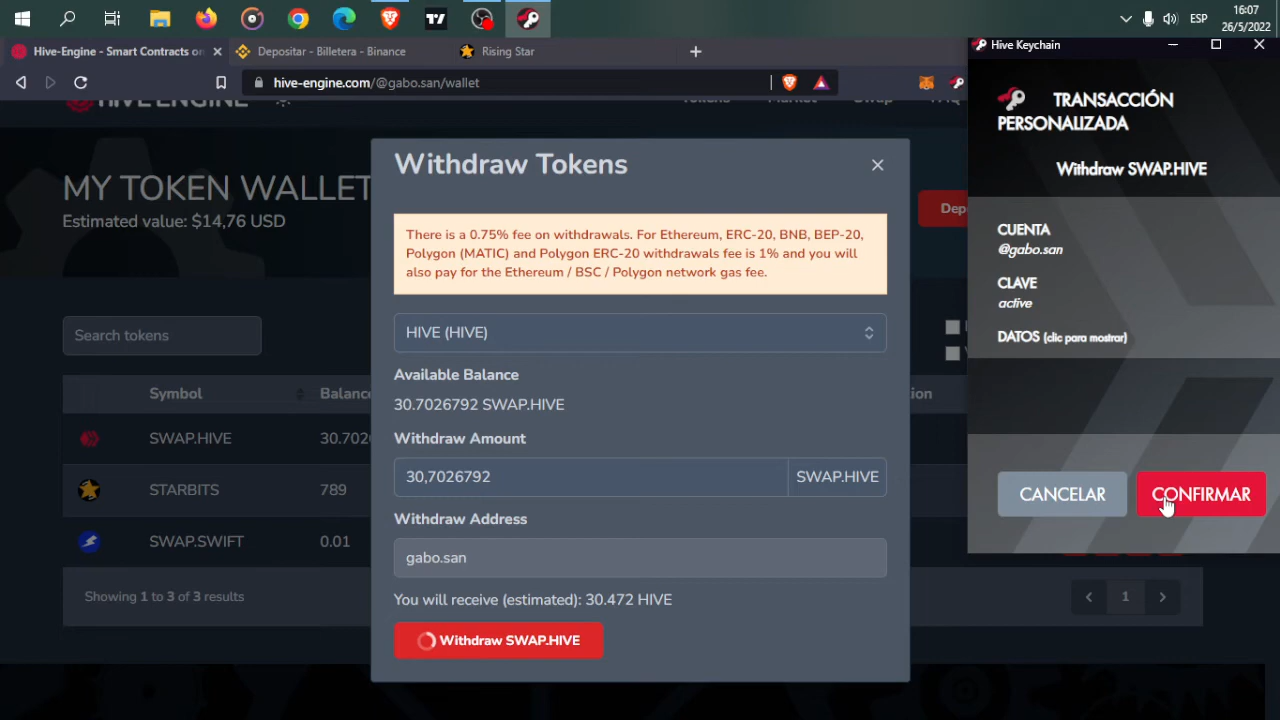 16:07
ESP
26/5/2022
Hive-Engine - Smart Contracts on
Depositar - Billetera - Binance
Rising Star
hive-engine.com/@gabo.san/wallet
MY TOKEN WALLET
Estimated value: $14,76 USD
Search tokens
Symbol
Balance
SWAP.HIVE
30.7020
STARBITS
789
SWAP.SWIFT
0.01
Showing 1 to 3 of 3 results
1
Withdraw Tokens
There is a 0.75% fee on withdrawals. For Ethereum, ERC-20, BNB, BEP-20,
Polygon (MATIC) and Polygon ERC-20 withdrawals fee is 1% and you will
also pay for the Ethereum / BSC / Polygon network gas fee.
HIVE (HIVE)
Available Balance
30.7026792 SWAP.HIVE
Withdraw Amount
30,7026792
SWAP.HIVE
Withdraw Address
gabo.san
You will receive (estimated): 30.472 HIVE
Withdraw SWAP.HIVE
Hive Keychain
TRANSACCIÓN
PERSONALIZADA
Withdraw SWAP.HIVE
CUENTA
@gabo.san
CLAVE
active
DATOS (clic para mostrar)
CANCELAR
CONFIRMAR